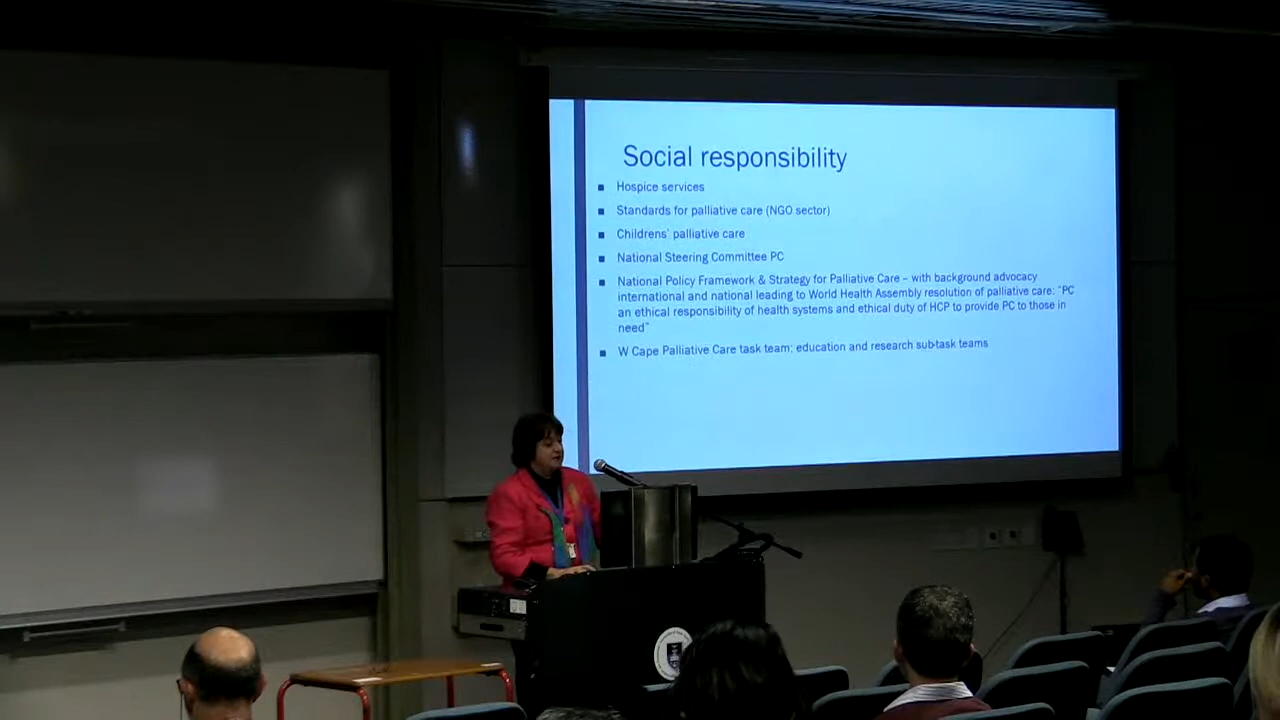 Social responsibility
Hospice services
Standards for palliative care (NGO sector)
Childrens' palliative care
National Steering Committee PC
National Policy Framework & Strategy for Palliative Care – with background advocacy
international and national leading to World Health Assembly resolution of palliative care: "PC
an ethical responsibility of health systems and ethical duty of HCP to provide PC to those in
need"
W Cape Palliative Care task team: education and research sub-task teams